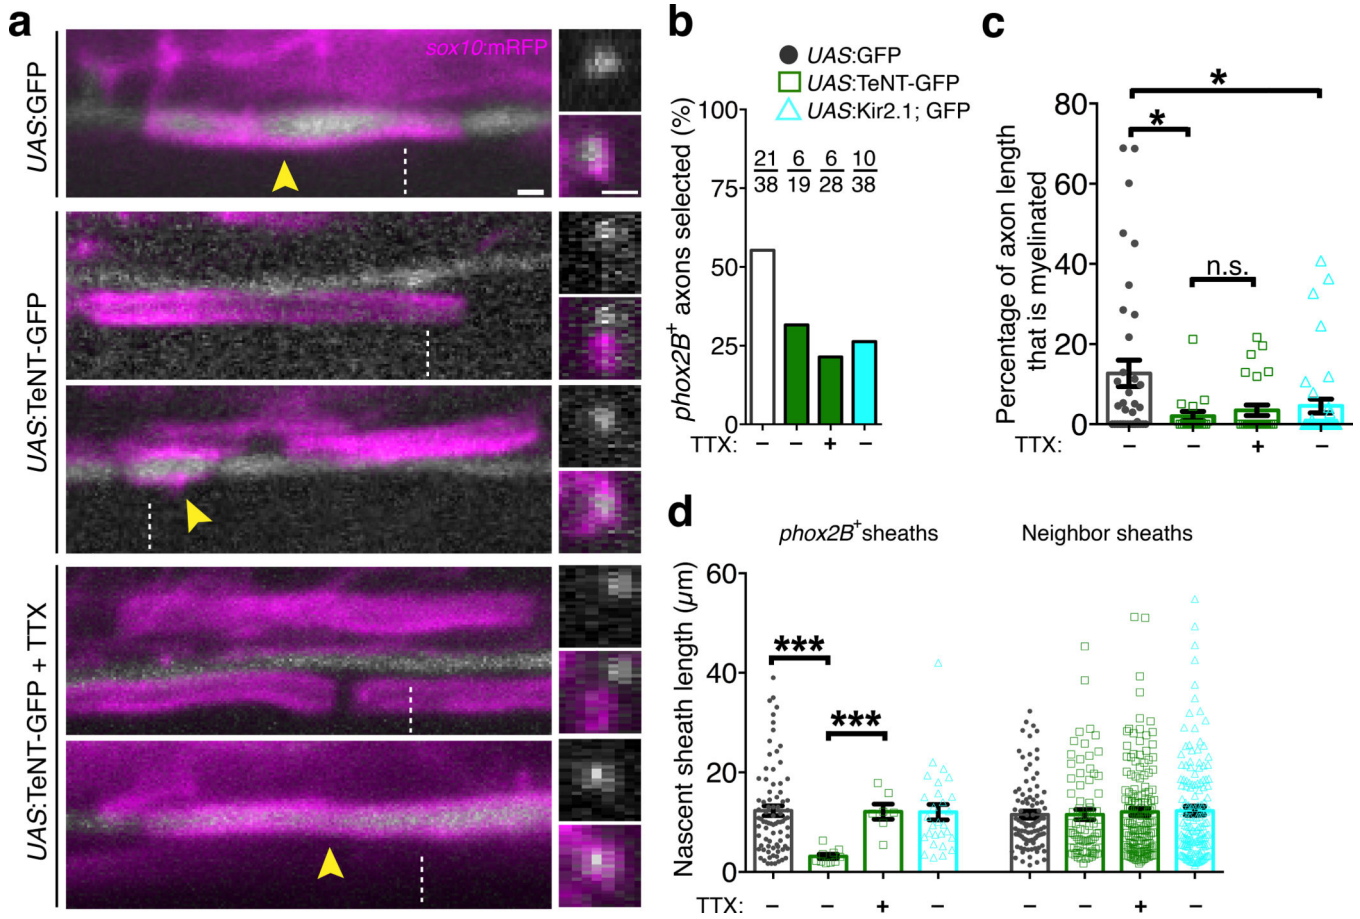 a
UAS:GFP
sox10:mRFP
UAS:TeNT-GFP
UAS:TeNT-GFP + TTX
b
UAS:GFP
UAS:TeNT-GFP
UAS:Kir2.1; GFP
phox2B+ axons selected (%)
100
75
50
25
0
21 6 6 10
38 19 28 38
TTX: – – + –
c
Percentage of axon length
that is myelinated
80
60
40
20
0
*
*
n.s.
TTX: – – + –
d
phox2B+ sheaths Neighbor sheaths
Nascent sheath length (µm)
60
40
20
0
***
***
TTX: – – + – – – + –